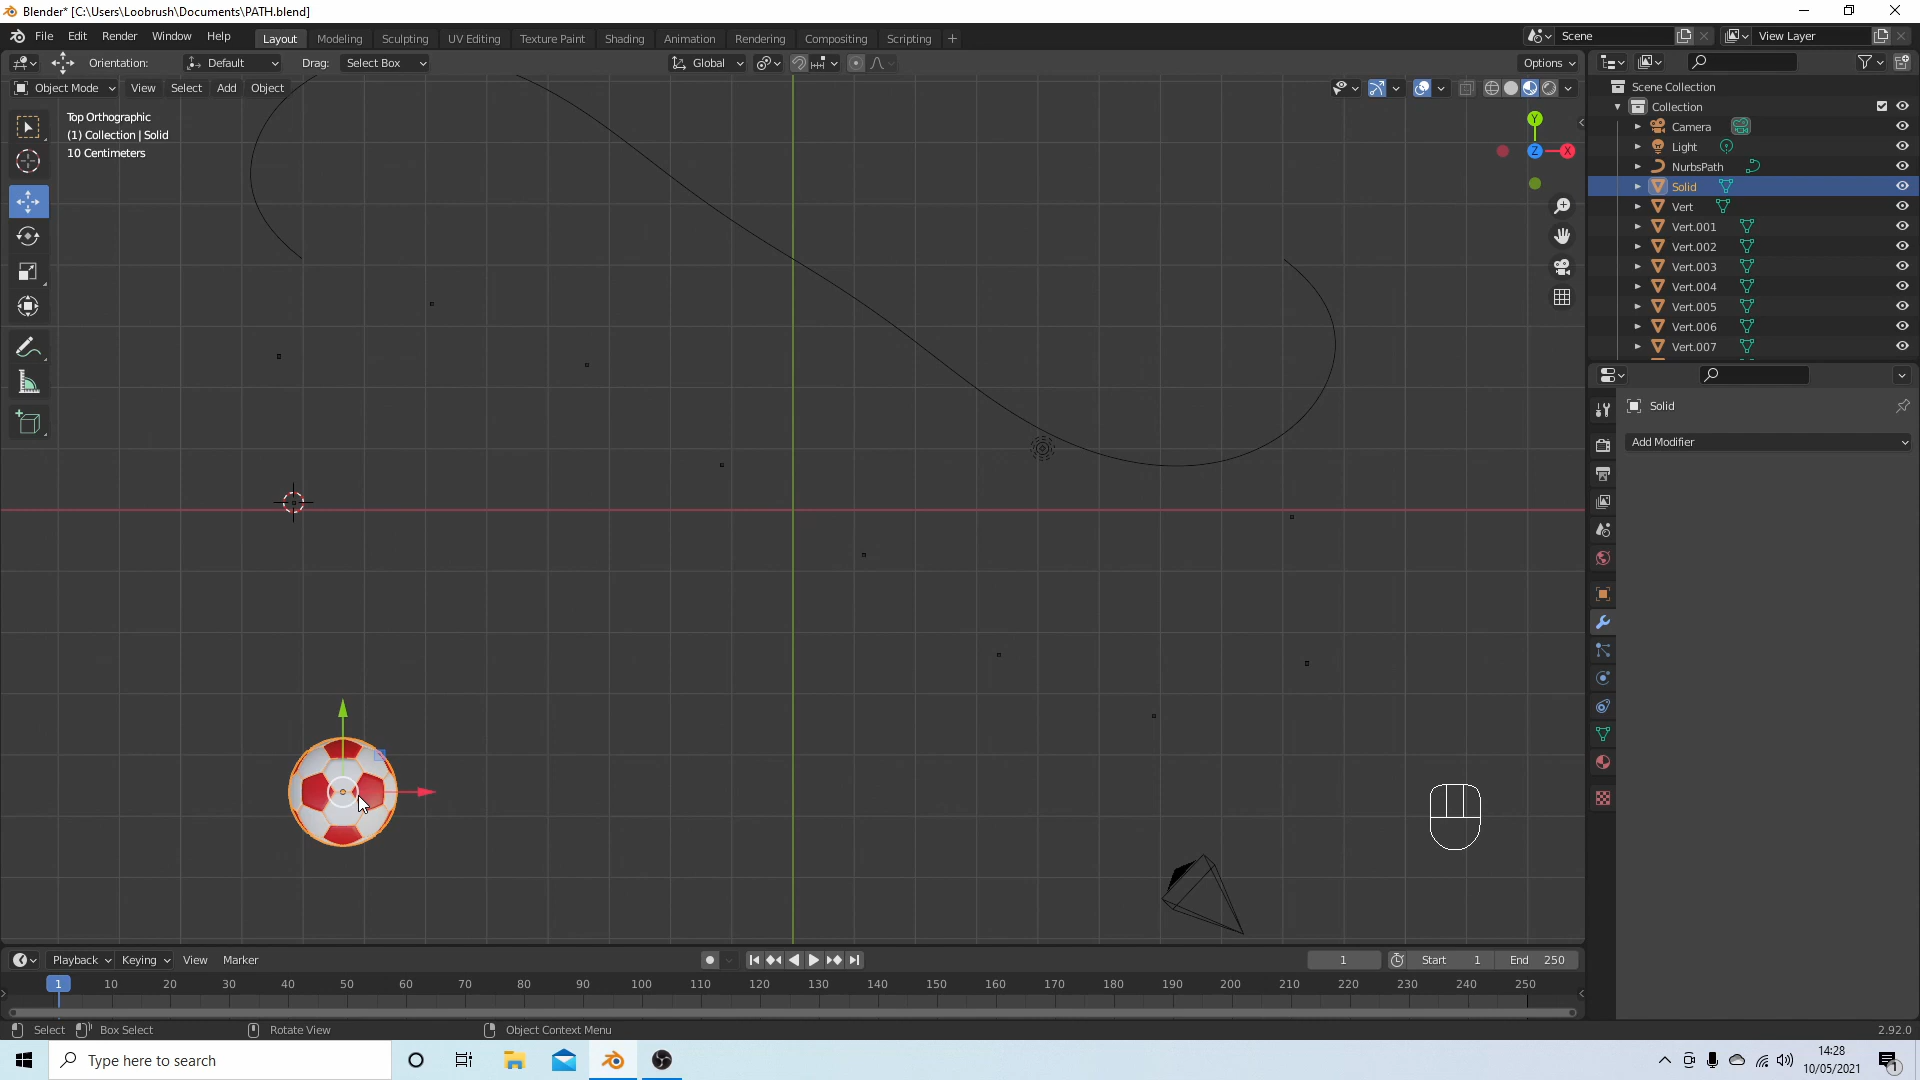 Blender* [C:\Users\Loobrush\Documents\PATH.blend]
File Edit Render Window Help
Layout Modeling Sculpting UV Editing Texture Paint Shading Animation Rendering Compositing Scripting
Scene
View Layer
Orientation: Default Drag: Select Box
Global
Options
Object Mode View Select Add Object
Top Orthographic
(1) Collection | Solid
10 Centimeters
Y
Z
X
Scene Collection
Collection
Camera
Light
NurbsPath
Solid
Vert
Vert.001
Vert.002
Vert.003
Vert.004
Vert.005
Vert.006
Vert.007
Solid
Add Modifier
Playback Keying View Marker
1
Start 1
End 250
1 10 20 30 40 50 60 70 80 90 100 110 120 130 140 150 160 170 180 190 200 210 220 230 240 250
Select Box Select Rotate View Object Context Menu
2.92.0
Type here to search
14:28
10/05/2021
1